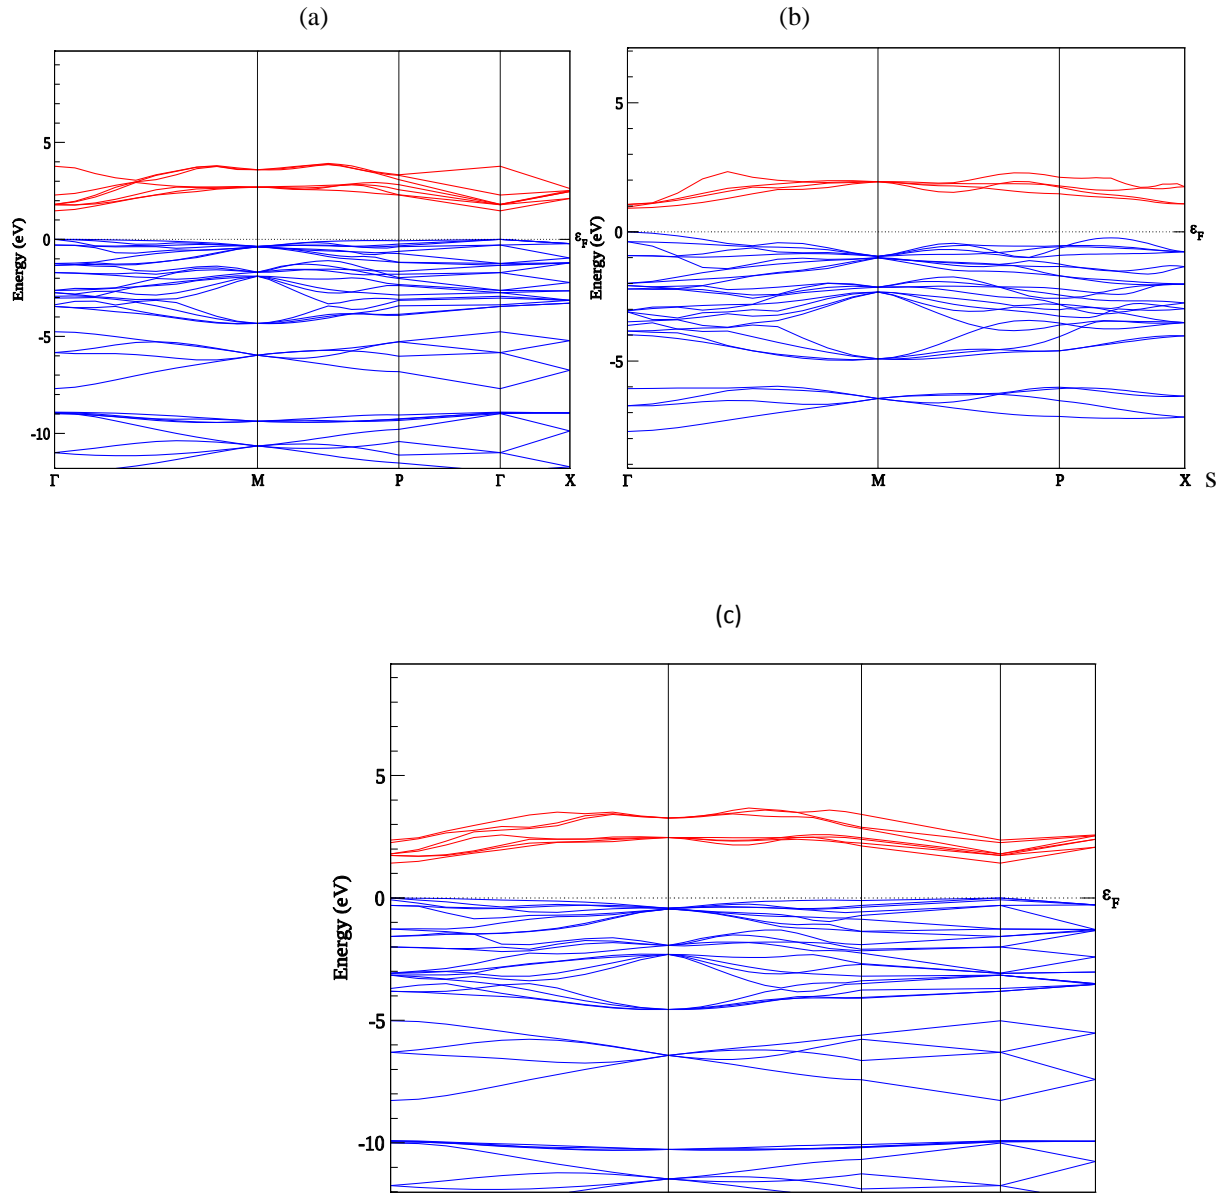 (a)
(b)
Energy (eV)
5
0
-5
-10
ε_F
Γ M P Γ X
Energy (eV)
5
0
-5
ε_F
Γ M P X
S
(c)
Energy (eV)
5
0
-5
-10
ε_F